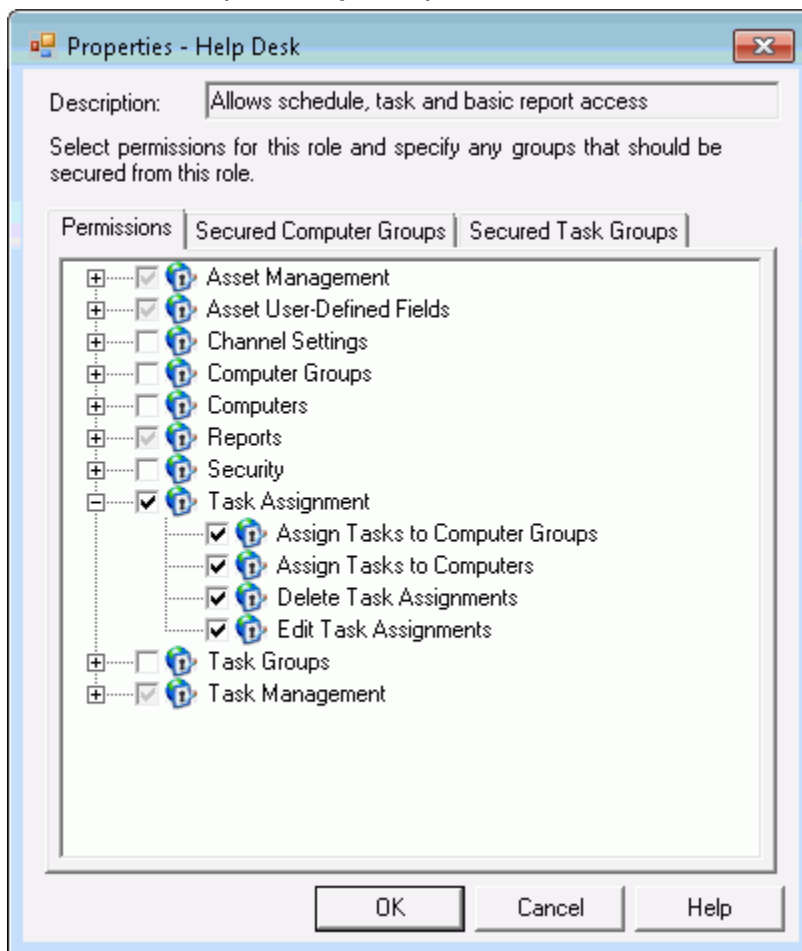 Properties - Help Desk
Description: Allows schedule, task and basic report access
Select permissions for this role and specify any groups that should be
secured from this role.
Permissions Secured Computer Groups Secured Task Groups
Asset Management
Asset User-Defined Fields
Channel Settings
Computer Groups
Computers
Reports
Security
Task Assignment
Assign Tasks to Computer Groups
Assign Tasks to Computers
Delete Task Assignments
Edit Task Assignments
Task Groups
Task Management
OK Cancel Help